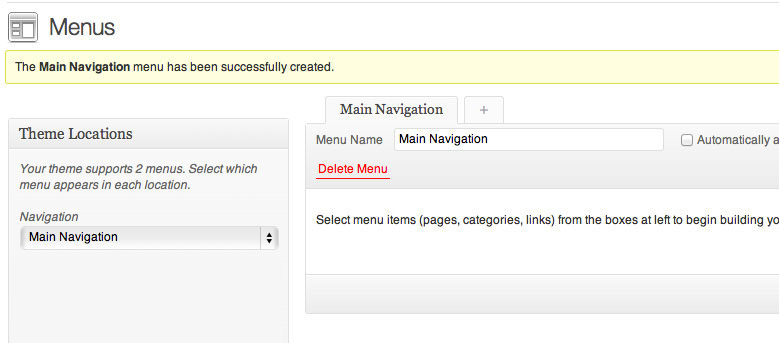 Menus
The Main Navigation menu has been successfully created.
Theme Locations
Your theme supports 2 menus. Select which
menu appears in each location.
Navigation
Main Navigation
Main Navigation +
Menu Name Main Navigation Automatically a
Delete Menu
Select menu items (pages, categories, links) from the boxes at left to begin building yo